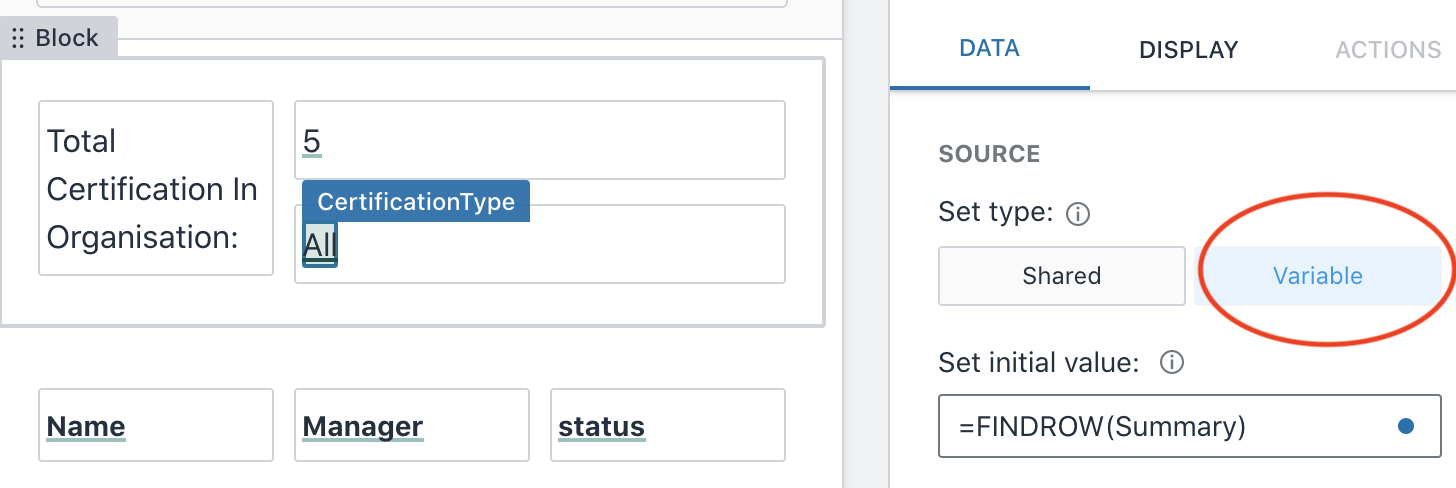 Block
Total
Certification In
Organisation:
5
CertificationType
All
Name
Manager
status
DATA
DISPLAY
ACTIONS
SOURCE
Set type:
Shared
Variable
Set initial value:
=FINDROW(Summary)